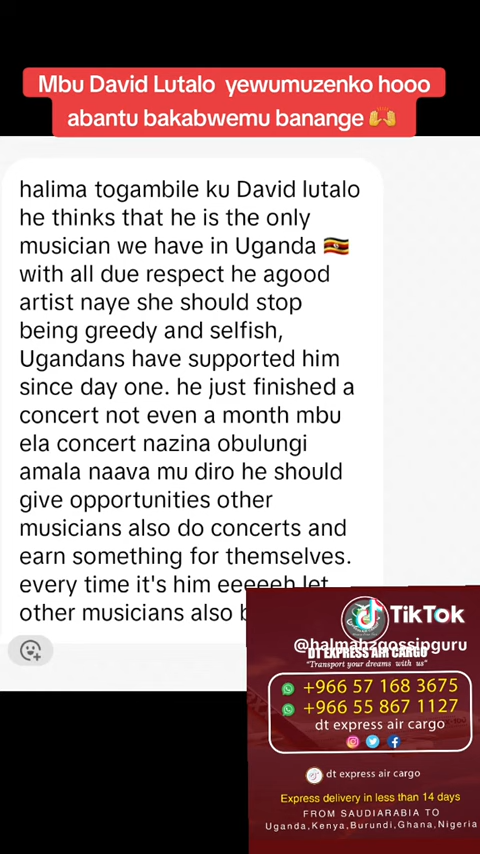 Mbu David Lutalo yewumuzenko hooo
abantu bakabwemu banange 🙌
halima togambile ku David lutalo
he thinks that he is the only
musician we have in Uganda 🇺🇬
with all due respect he agood
artist naye she should stop
being greedy and selfish,
Ugandans have supported him
since day one. he just finished a
concert not even a month mbu
ela concert nazina obulungi
amala naava mu diro he should
give opportunities other
musicians also do concerts and
earn something for themselves.
every time it's him eeeeeh let
other musicians also
TikTok
@halmahzgossipguru
DT EXPRESS AIR CARGO
"Transport your dreams with us"
+966 57 168 3675
+966 55 867 1127
dt express air cargo
dt express air cargo
Express delivery in less than 14 days
FROM SAUDIARABIA TO
Uganda,Kenya,Burundi,Ghana,Nigeria